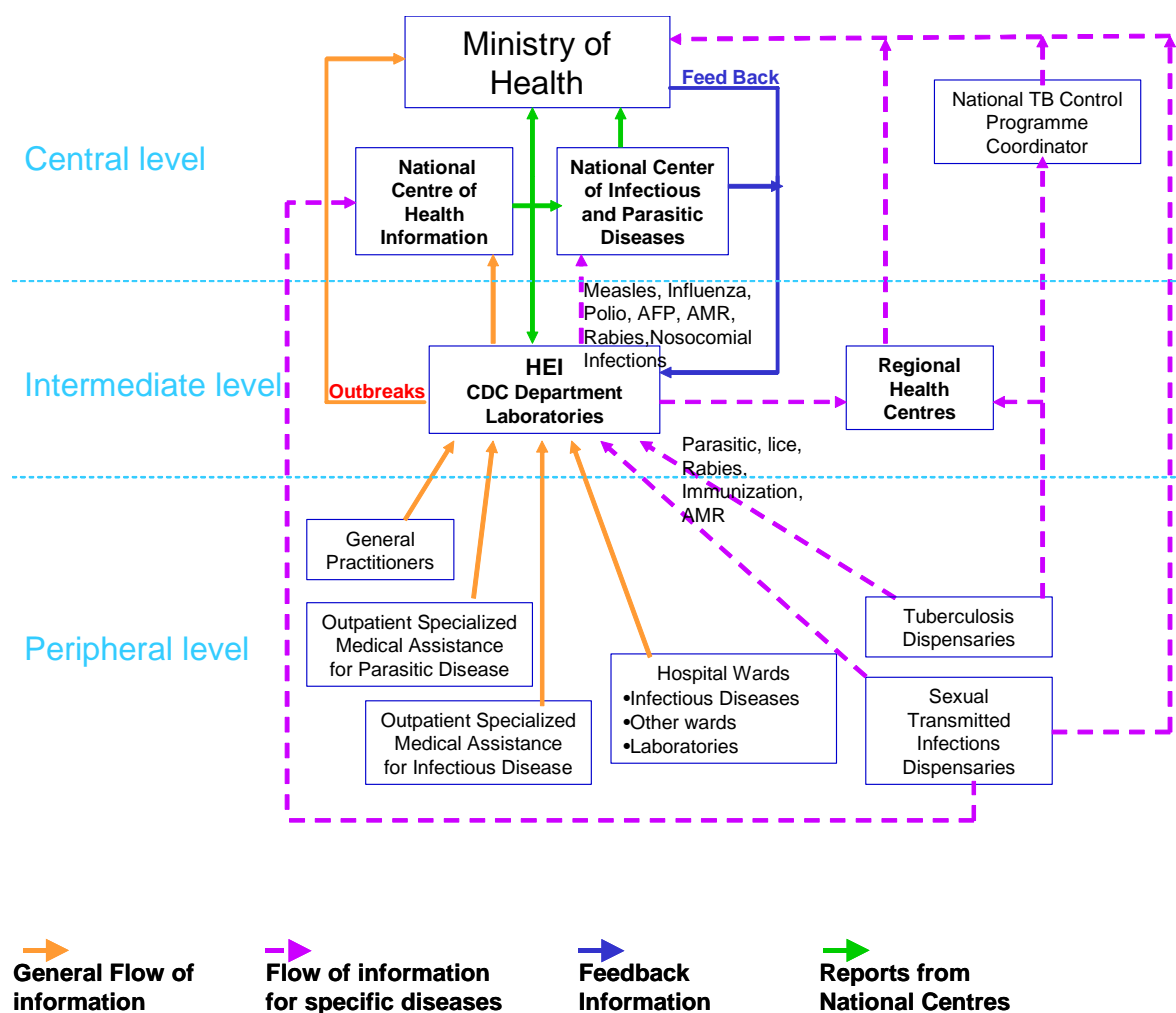 Ministry of
Health
Feed Back
National TB Control
Programme
Coordinator
Central level
National
Centre of
Health
Information
National Center
of Infectious
and Parasitic
Diseases
Measles, Influenza,
Polio, AFP, AMR,
Rabies,Nosocomial
Infections
Intermediate level
Outbreaks
HEI
CDC Department
Laboratories
Regional
Health
Centres
Parasitic, lice,
Rabies,
Immunization,
AMR
General
Practitioners
Peripheral level
Outpatient Specialized
Medical Assistance
for Parasitic Disease
Tuberculosis
Dispensaries
Hospital Wards
•Infectious Diseases
•Other wards
•Laboratories
Outpatient Specialized
Medical Assistance
for Infectious Disease
Sexual
Transmitted
Infections
Dispensaries
General Flow of
information
Flow of information
for specific diseases
Feedback
Information
Reports from
National Centres